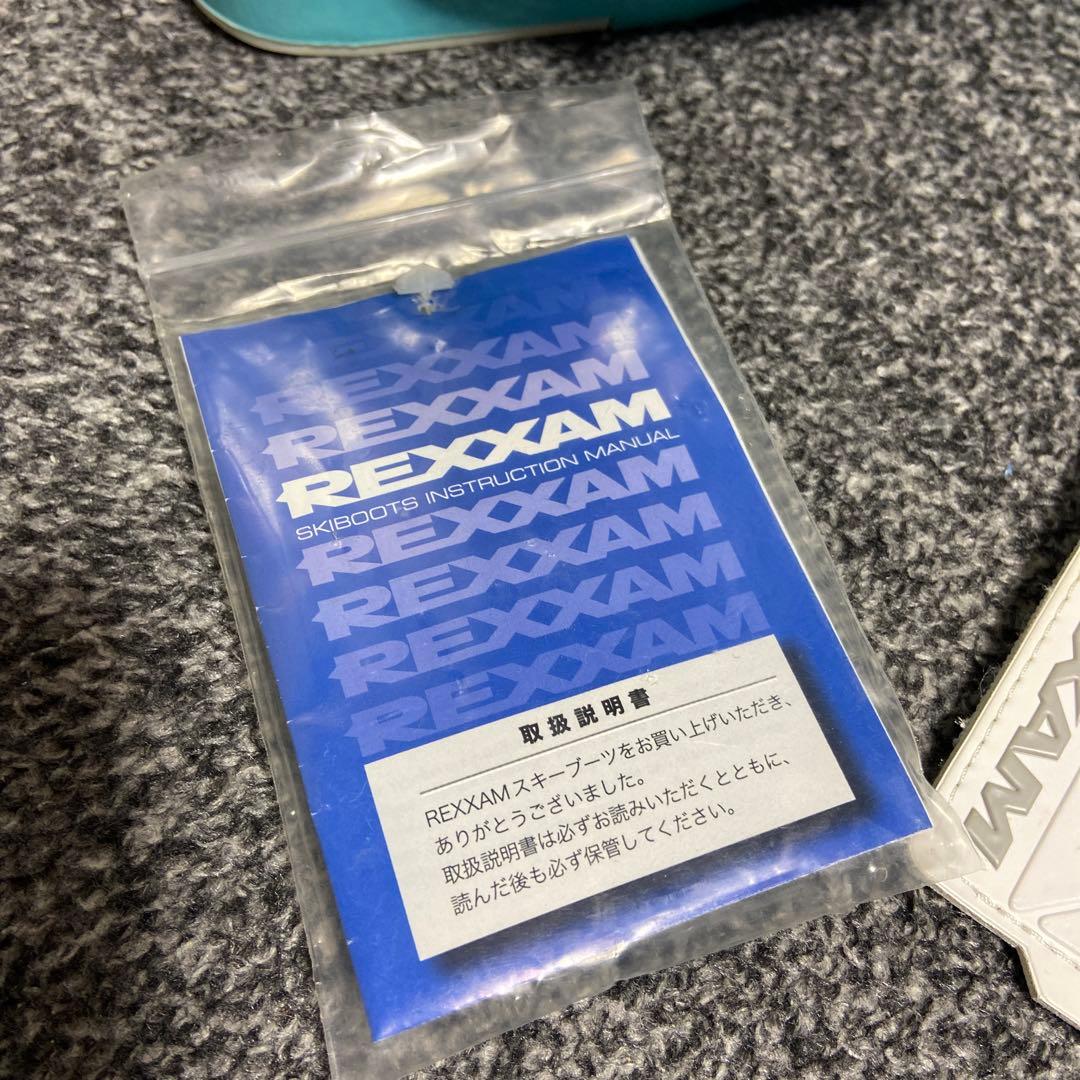 REXXAM
REXXAM
REXXAM
REXXAM
SKIBOOTS INSTRUCTION MANUAL
REXXAM
REXXAM
REXXAM
REXXAM
取扱説明書
REXXAMスキーブーツをお買い上げいただき、
ありがとうございました。
取扱説明書は必ずお読みいただくとともに、
読んだ後も必ず保管してください。
XAM